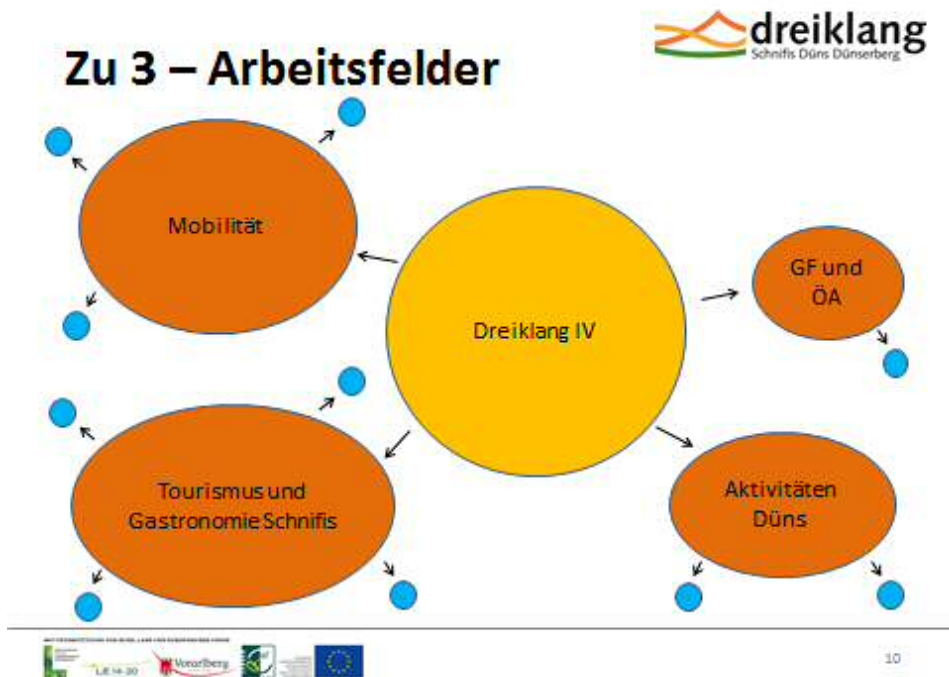 Zu 3 – Arbeitsfelder
dreiklang
Schnifis Düns Dünserberg
Mobilität
Dreiklang IV
GF und
ÖA
Tourismus und
Gastronomie Schnifis
Aktivitäten
Düns
LE 14-20
Vorarlberg
10